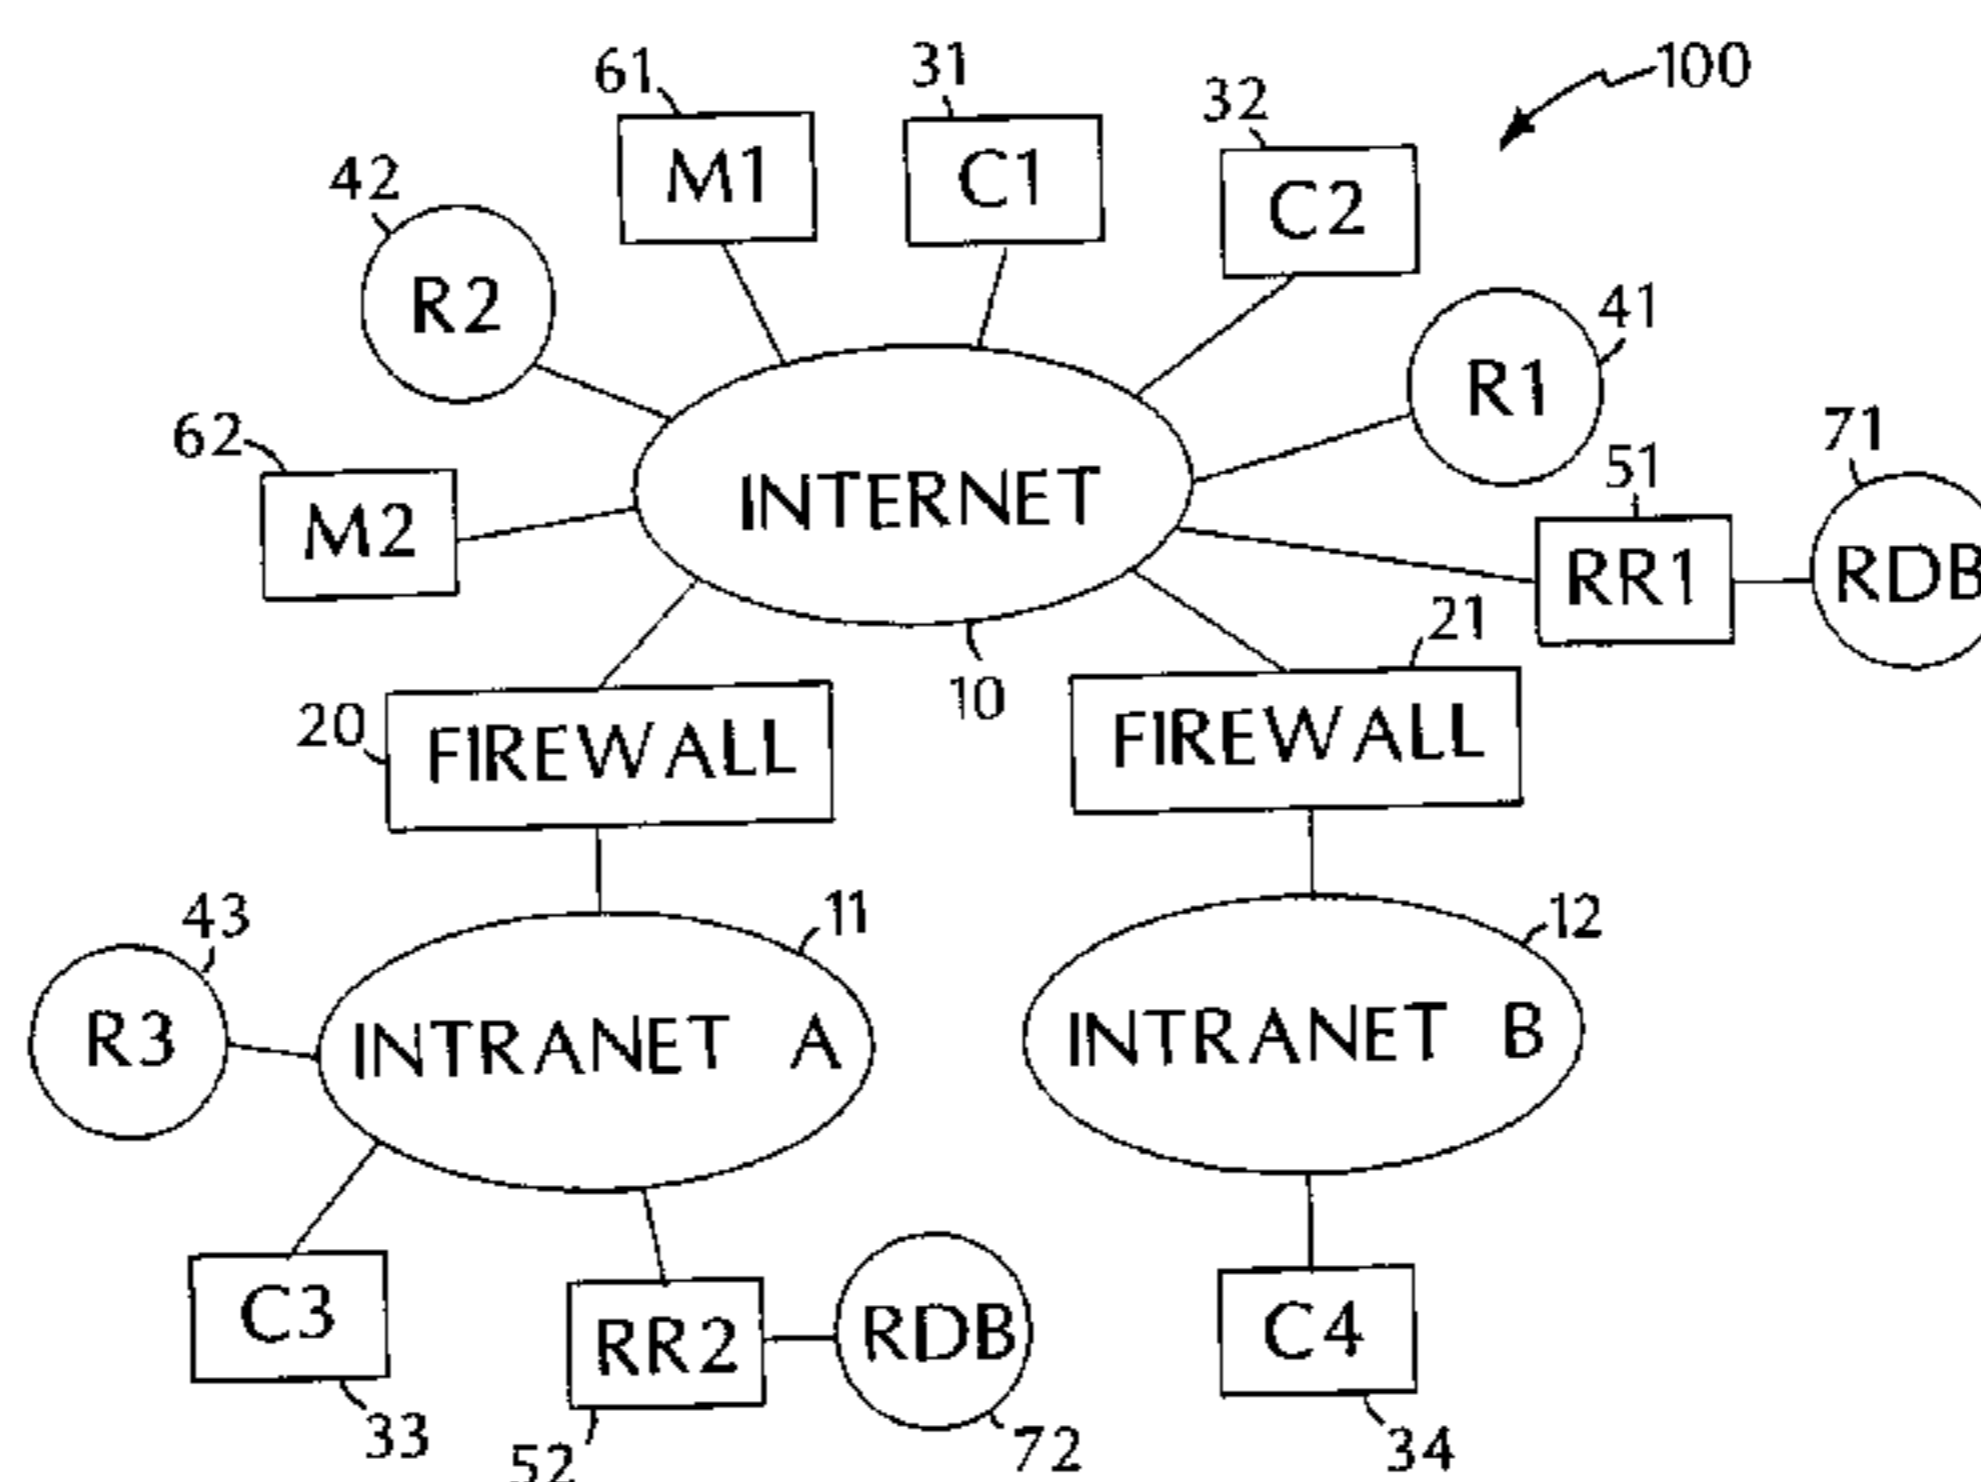 61
31
100
32
M1
C1
42
C2
R2
41
R1
62
71
51
INTERNET
M2
RR1
RDB
21
10
20
FIREWALL
FIREWALL
43
11
12
R3
INTRANET A
INTRANET B
C3
RR2
RDB
C4
33
52
72
34